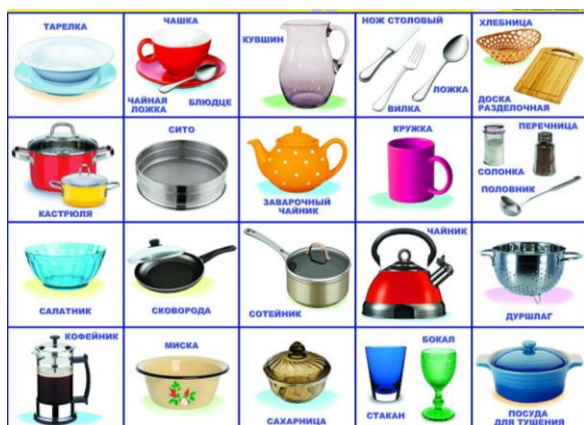 ТАРЕЛКА
ЧАШКА
ЧАЙНАЯ
ЛОЖКА
БЛЮДЦЕ
КУВШИН
НОЖ СТОЛОВЫЙ
ЛОЖКА
ВИЛКА
ХЛЕБНИЦА
ДОСКА
РАЗДЕЛОЧНАЯ
КАСТРЮЛЯ
СИТО
ЗАВАРОЧНЫЙ
ЧАЙНИК
КРУЖКА
ПЕРЕЧНИЦА
СОЛОНКА
ПОЛОВНИК
САЛАТНИК
СКОВОРОДА
СОТЕЙНИК
ЧАЙНИК
ДУРШЛАГ
КОФЕЙНИК
МИСКА
САХАРНИЦА
БОКАЛ
СТАКАН
ПОСУДА
ДЛЯ ТУШЕНИЯ